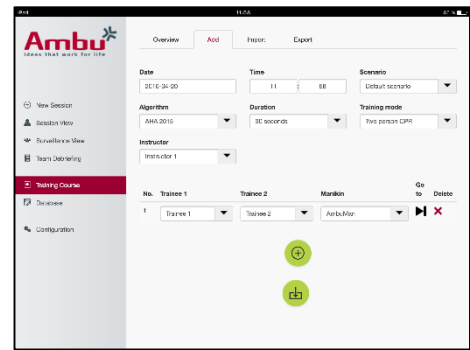 iPad 11:55
Ambu
Ideas that work for life
Overview Add Import Export
Date Time Scenario
2016-04-20 11 : 58 Default scenario
New Session
Algorithm Duration Training mode
Session View
AHA 2015 30 seconds Two person CPR
Surveillance View
Instructor
Team Debriefing
Instructor 1
Training Course
No. Trainee 1 Trainee 2 Manikin Go to Delete
Database
1 Trainee 1 Trainee 2 AmbuMan
Configuration